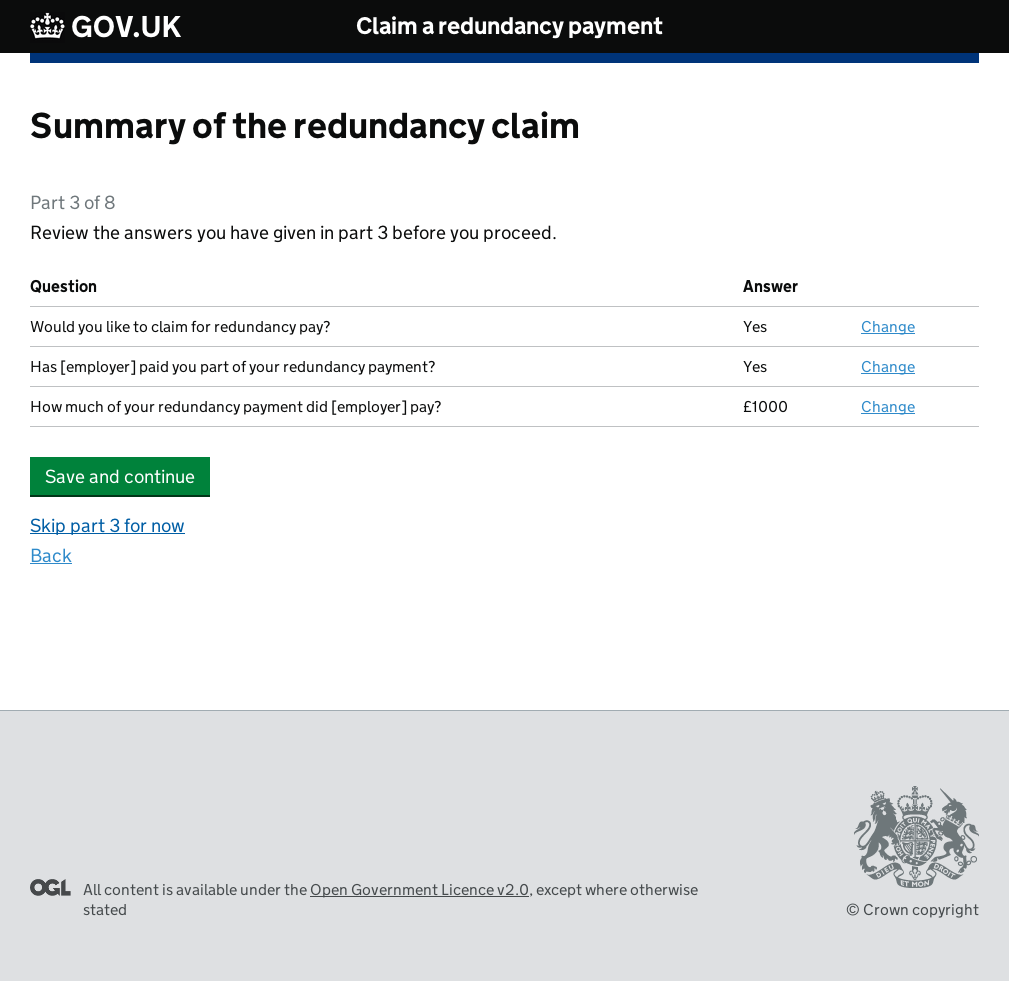 GOV.UK Claim a redundancy payment
Summary of the redundancy claim
Part 3 of 8
Review the answers you have given in part 3 before you proceed.
Question Answer
Would you like to claim for redundancy pay? Yes Change
Has [employer] paid you part of your redundancy payment? Yes Change
How much of your redundancy payment did [employer] pay? £1000 Change
Save and continue
Skip part 3 for now
Back
OGL All content is available under the Open Government Licence v2.0, except where otherwise
stated
DIEU ET MON DROIT
© Crown copyright